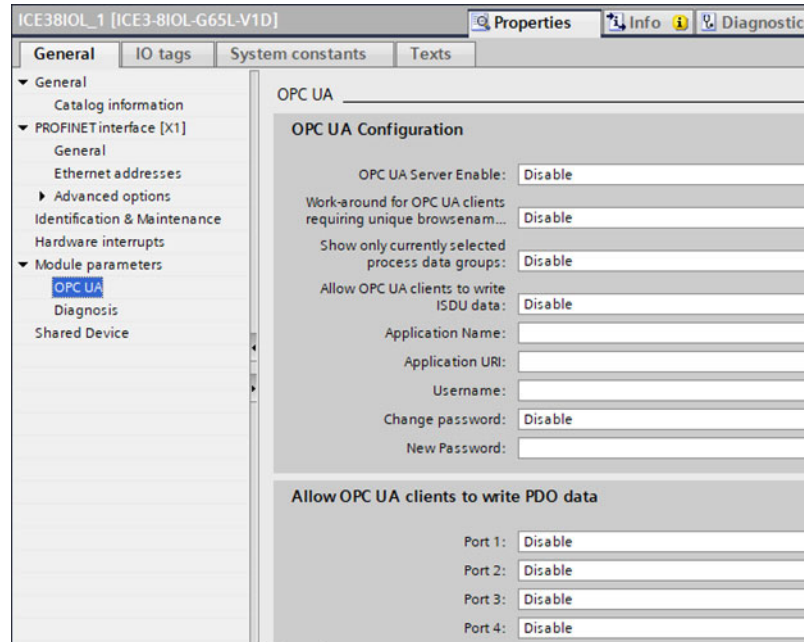 ICE38IOL_1 [ICE3-8IOL-G65L-V1D]
Properties
Info
Diagnostic
General
IO tags
System constants
Texts
General
Catalog information
PROFINET interface [X1]
General
Ethernet addresses
Advanced options
Identification & Maintenance
Hardware interrupts
Module parameters
OPC UA
Diagnosis
Shared Device
OPC UA
OPC UA Configuration
OPC UA Server Enable: Disable
Work-around for OPC UA clients
requiring unique browsenam... Disable
Show only currently selected
process data groups: Disable
Allow OPC UA clients to write
ISDU data: Disable
Application Name:
Application URI:
Username:
Change password: Disable
New Password:
Allow OPC UA clients to write PDO data
Port 1: Disable
Port 2: Disable
Port 3: Disable
Port 4: Disable